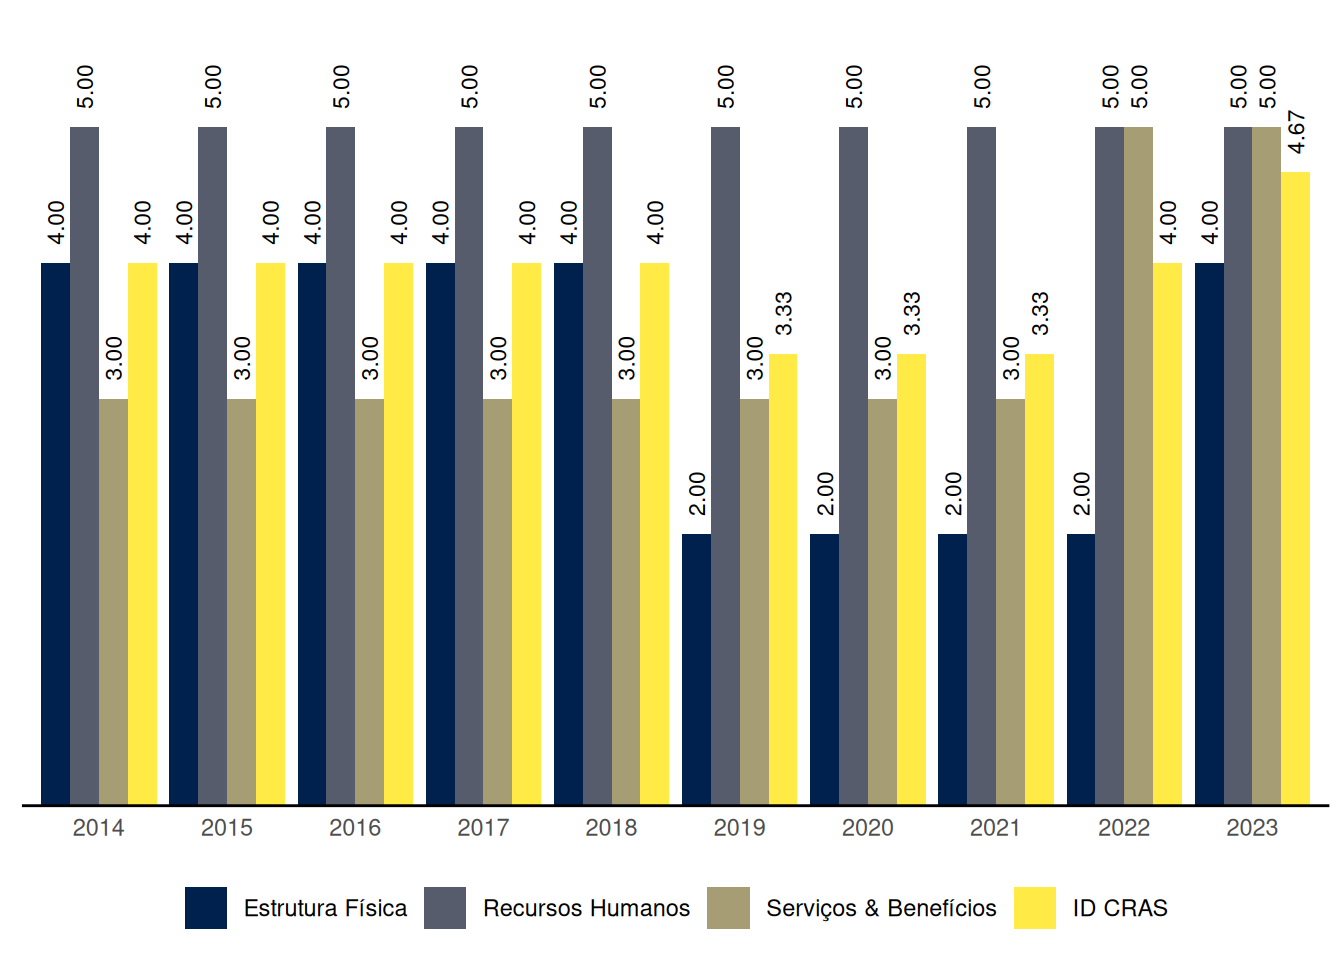 5.00 5.00 5.00 5.00 5.00 5.00 5.00 5.00 5.00 5.00 5.00 5.00
4.67
4.00 4.00 4.00 4.00 4.00 4.00 4.00 4.00 4.00 4.00 4.00 4.00
3.33 3.33 3.33
3.00 3.00 3.00 3.00 3.00 3.00 3.00 3.00
2.00 2.00 2.00 2.00
2014 2015 2016 2017 2018 2019 2020 2021 2022 2023
Estrutura Física Recursos Humanos Serviços & Benefícios ID CRAS